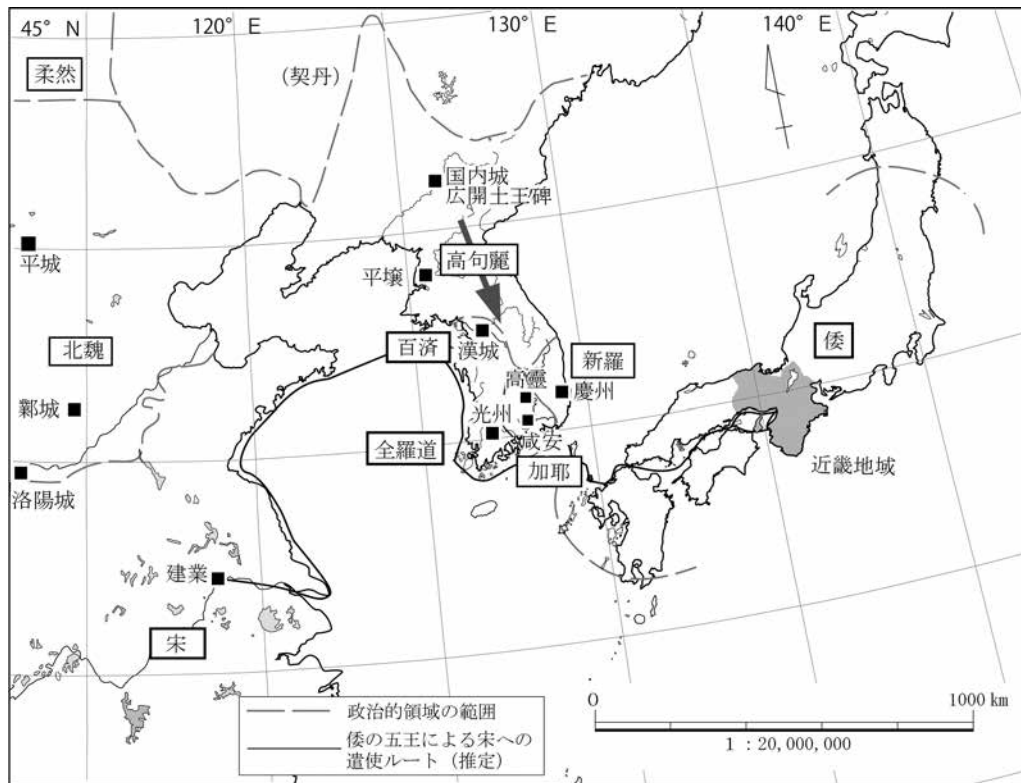 45° N
120° E
130° E
140° E
柔然
(契丹)
国内城
広開土王碑
平城
平壌
高句麗
北魏
百済
漢城
新羅
倭
高靈
慶州
鄴城
光州
全羅道
咸安
加耶
近畿地域
洛陽城
建業
宋
政治的領域の範囲
倭の五王による宋への
遣使ルート (推定)
0
1000 km
1 : 20,000,000